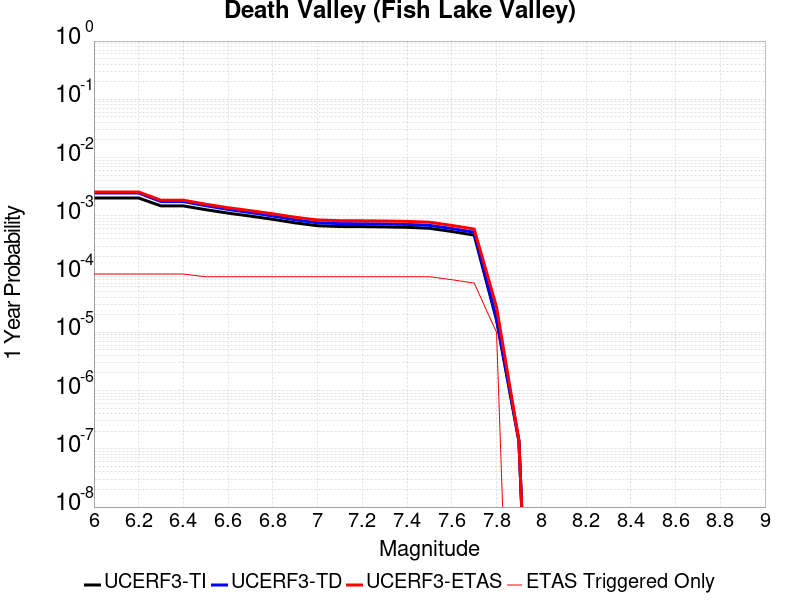 Death Valley (Fish Lake Valley)
1 Year Probability
10^0
10^-1
10^-2
10^-3
10^-4
10^-5
10^-6
10^-7
10^-8
6 6.2 6.4 6.6 6.8 7 7.2 7.4 7.6 7.8 8 8.2 8.4 8.6 8.8 9
Magnitude
UCERF3-TI UCERF3-TD UCERF3-ETAS ETAS Triggered Only